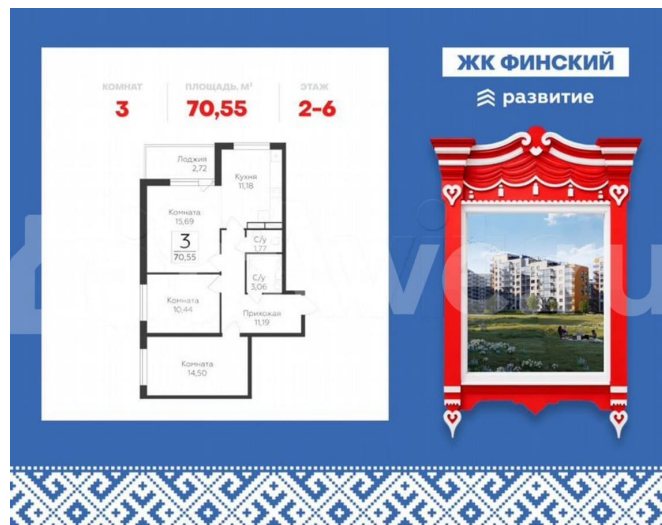 ЖК ФИНСКИЙ
развитие
КОМНАТ
3
ПЛОЩАДЬ, М²
70,55
ЭТАЖ
2-6
Лоджия
2,72
Кухня
11,18
Комната
15,69
3
70,55
С/у
1,77
С/у
3,06
Комната
10,44
Прихожая
11,19
Комната
14,50